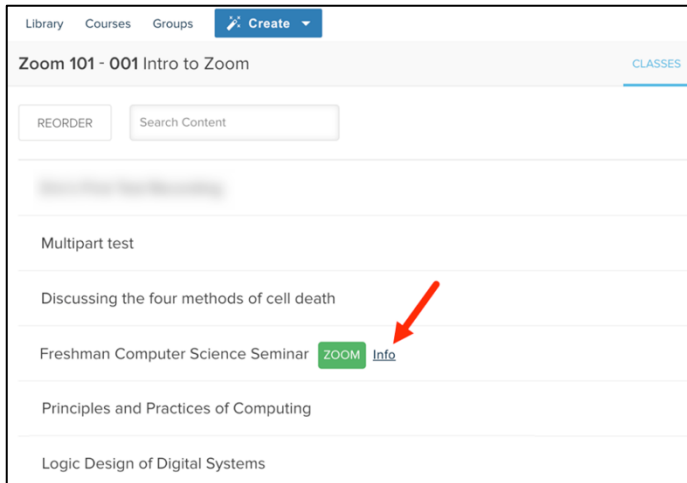 Library Courses Groups Create
Zoom 101 - 001 Intro to Zoom CLASSES
REORDER Search Content
Multipart test
Discussing the four methods of cell death
Freshman Computer Science Seminar ZOOM Info
Principles and Practices of Computing
Logic Design of Digital Systems